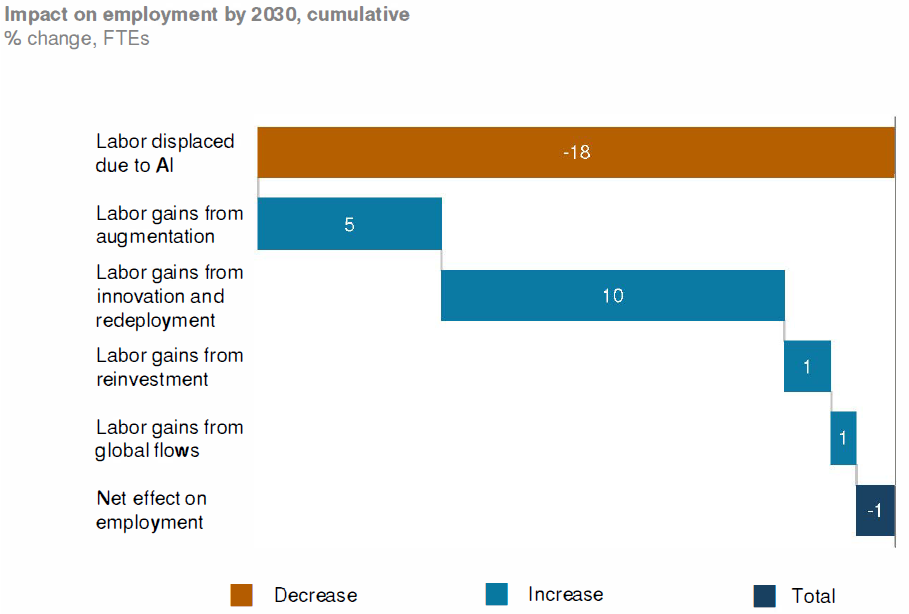 Impact on employment by 2030, cumulative
% change, FTEs
Labor displaced
due to AI
-18
Labor gains from
augmentation
5
Labor gains from
innovation and
redeployment
10
Labor gains from
reinvestment
1
Labor gains from
global flows
1
Net effect on
employment
-1
Decrease
Increase
Total